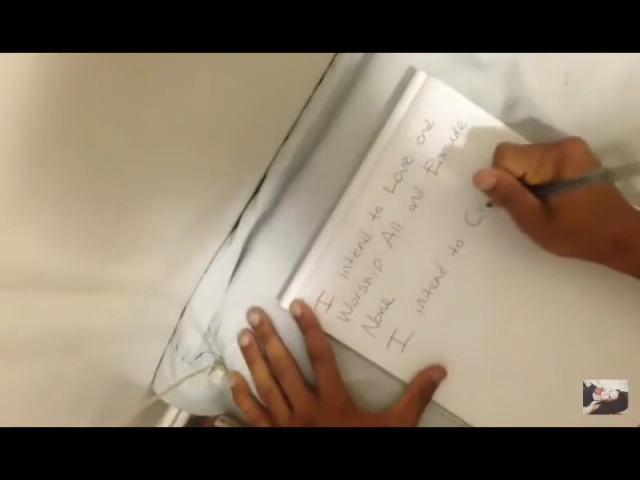 I intend to Love and
Worship All and Exclude
None
I intend to